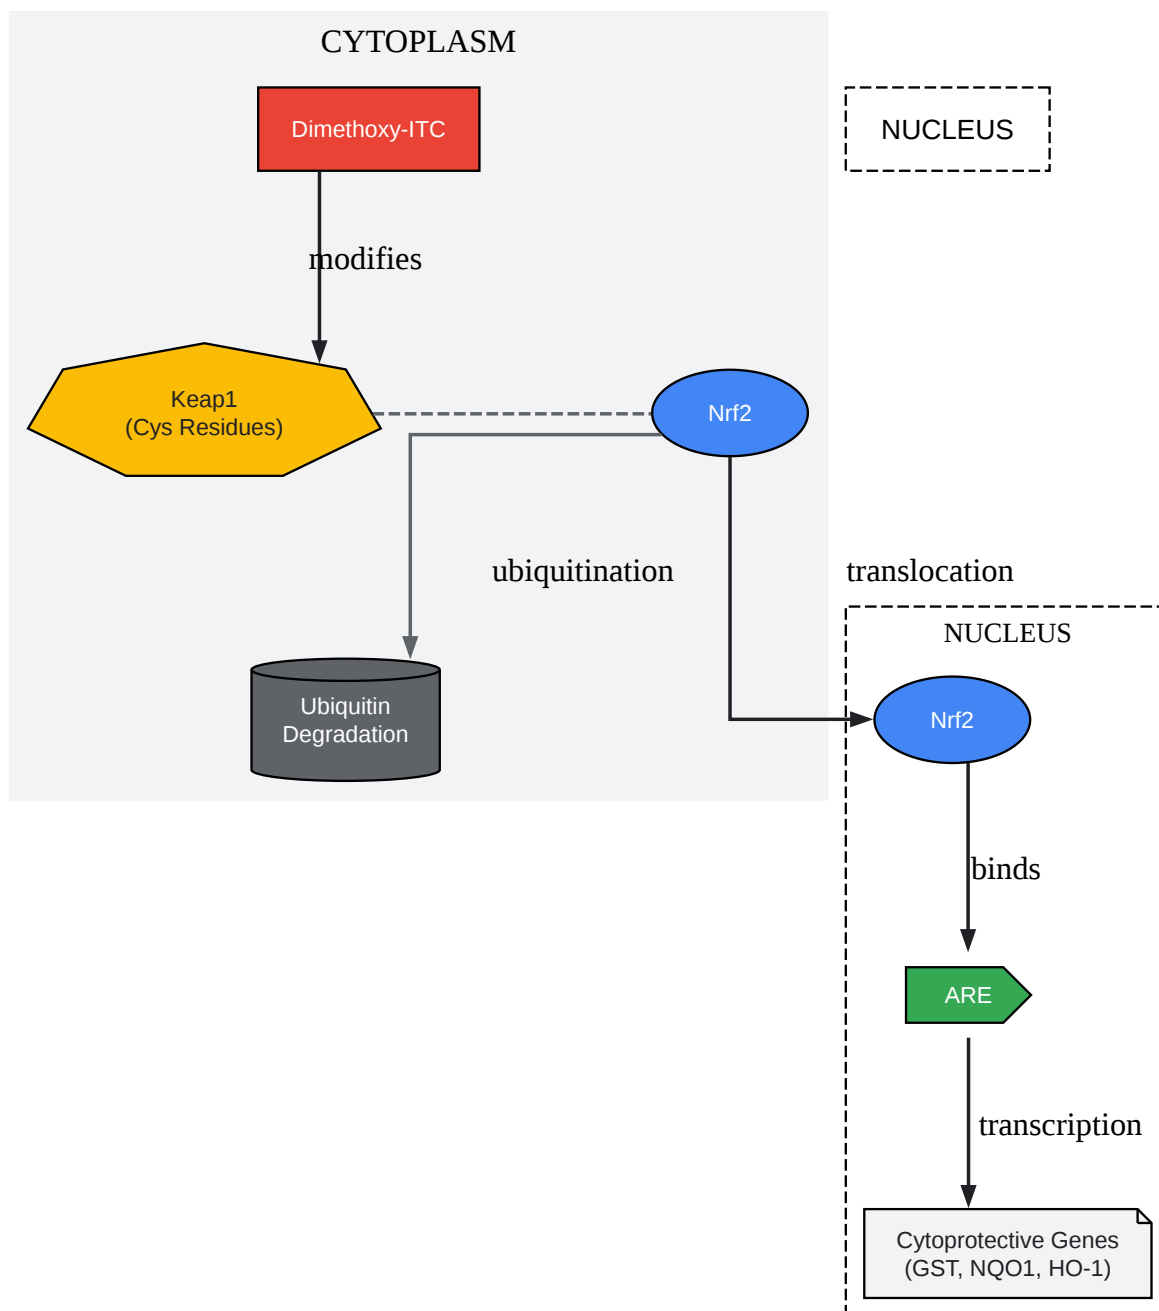 CYTOPLASM
Dimethoxy-ITC
NUCLEUS
modifies
Keap1
(Cys Residues)
Nrf2
ubiquitination
translocation
NUCLEUS
Ubiquitin
Degradation
Nrf2
binds
ARE
transcription
Cytoprotective Genes
(GST, NQO1, HO-1)